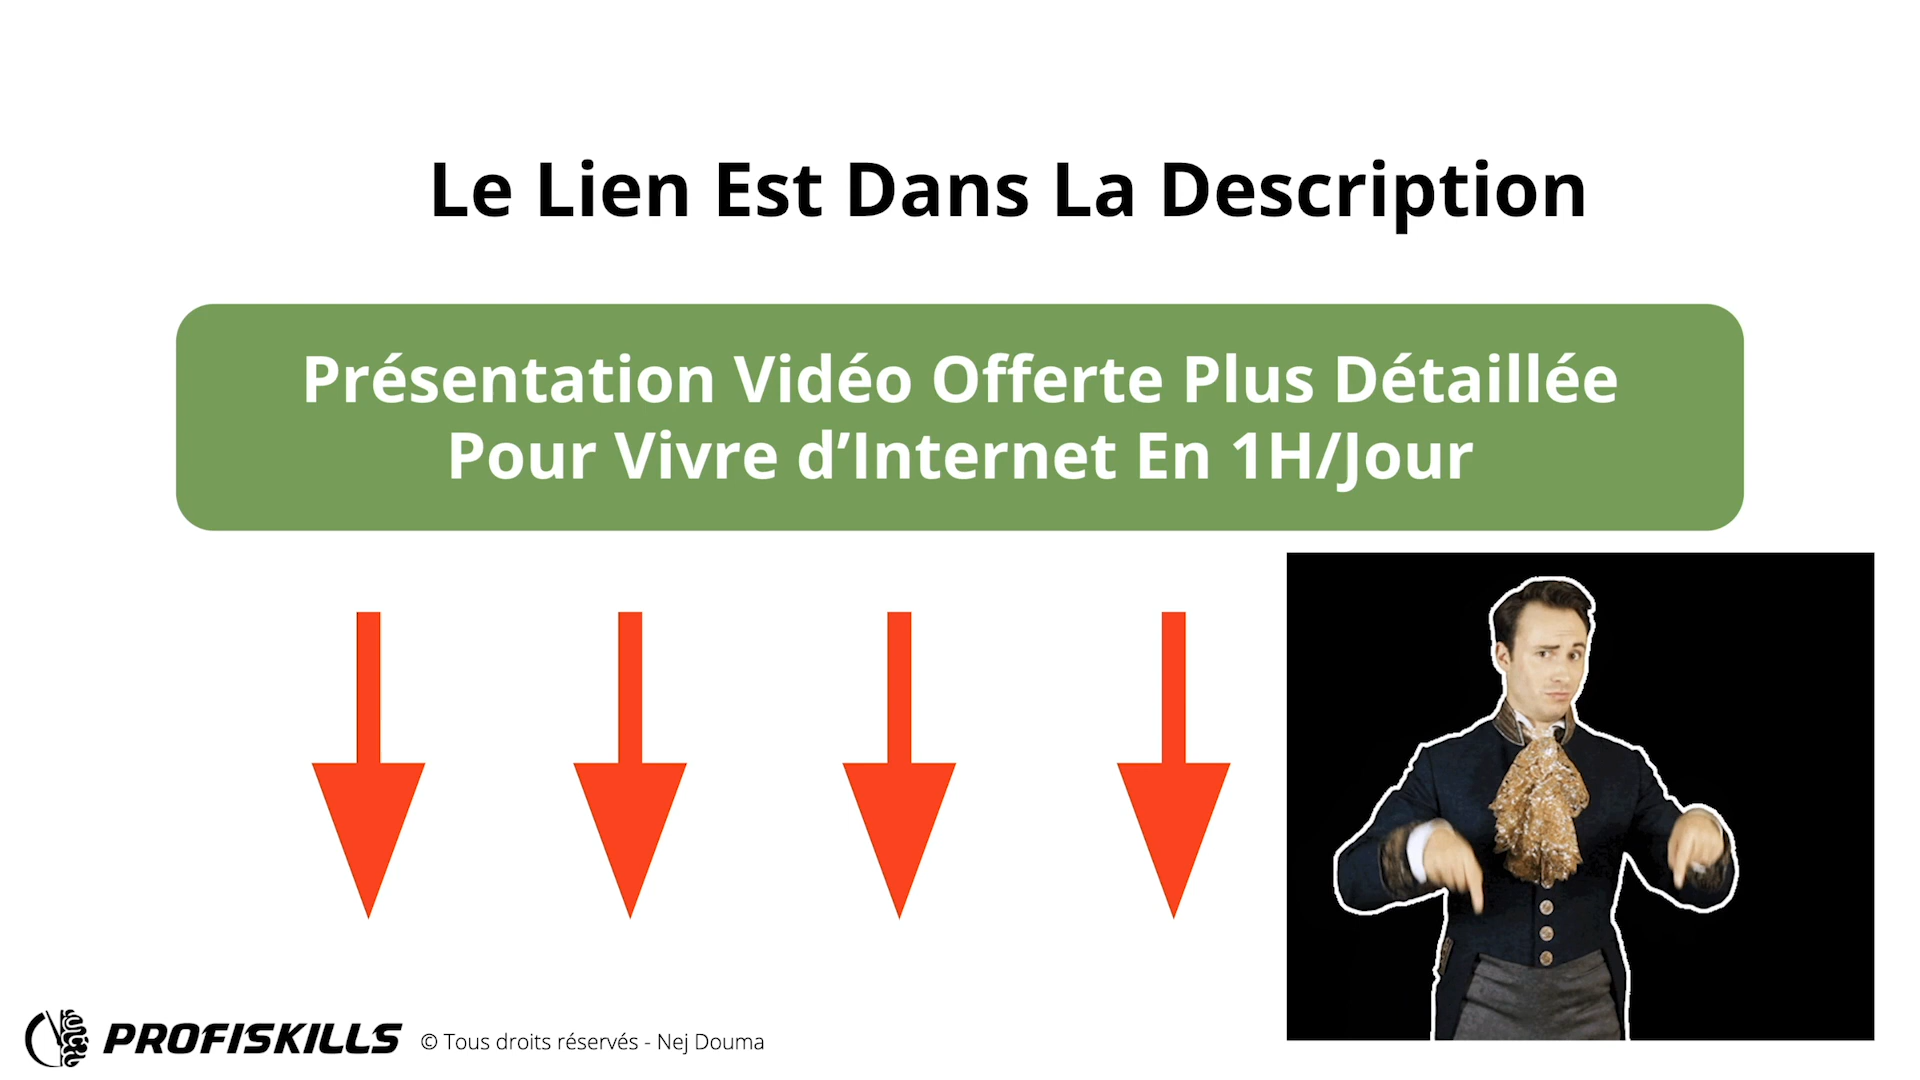 Le Lien Est Dans La Description
Présentation Vidéo Offerte Plus Détaillée
Pour Vivre d’Internet En 1H/Jour
PROFISKILLS
© Tous droits réservés - Nej Douma